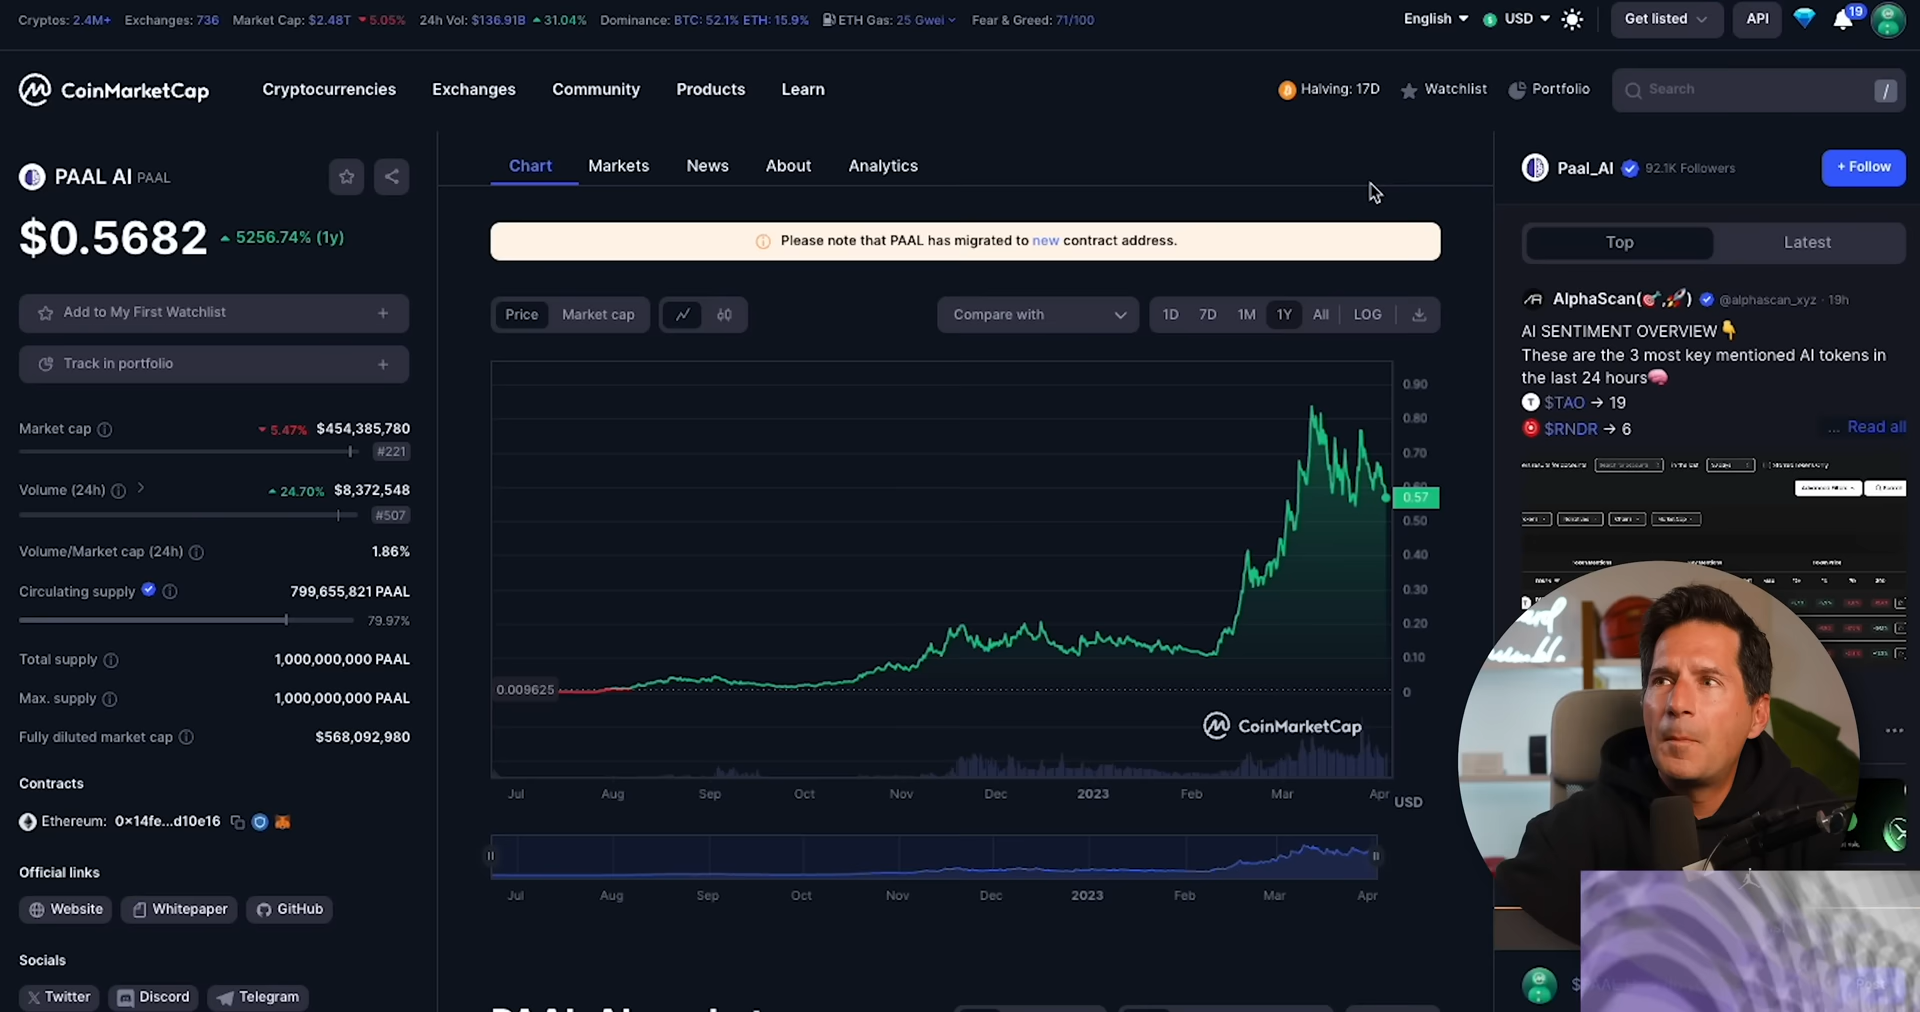 Cryptos: 2.4M+ Exchanges: 736 Market Cap: $2.48T 5.05% 24h Vol: $136.91B 31.04% Dominance: BTC: 52.1% ETH: 15.9% ETH Gas: 25 Gwei Fear & Greed: 71/100
English USD Get listed API 19
CoinMarketCap Cryptocurrencies Exchanges Community Products Learn
Halving: 17D Watchlist Portfolio Search /
PAAL AI PAAL
$0.5682 5256.74% (1y)
Add to My First Watchlist +
Track in portfolio +
Market cap 5.47% $454,385,780
#221
Volume (24h) 24.70% $8,372,548
#507
Volume/Market cap (24h) 1.86%
Circulating supply 799,655,821 PAAL
79.97%
Total supply 1,000,000,000 PAAL
Max. supply 1,000,000,000 PAAL
Fully diluted market cap $568,092,980
Contracts
Ethereum: 0x14fe...d10e16
Official links
Website Whitepaper GitHub
Socials
Twitter Discord Telegram
Chart Markets News About Analytics
Please note that PAAL has migrated to new contract address.
Price Market cap
Compare with 1D 7D 1M 1Y All LOG
0.90
0.80
0.70
0.57
0.50
0.40
0.30
0.20
0.10
0
0.009625
CoinMarketCap
Jul Aug Sep Oct Nov Dec 2023 Feb Mar Apr USD
Jul Aug Sep Oct Nov Dec 2023 Feb Mar Apr
Paal_AI 92.1K Followers + Follow
Top Latest
AlphaScan(🎯,🚀) @alphascan_xyz · 19h
AI SENTIMENT OVERVIEW👇
These are the 3 most key mentioned AI tokens in
the last 24 hours🧠
$TAO → 19
$RNDR → 6
... Read all